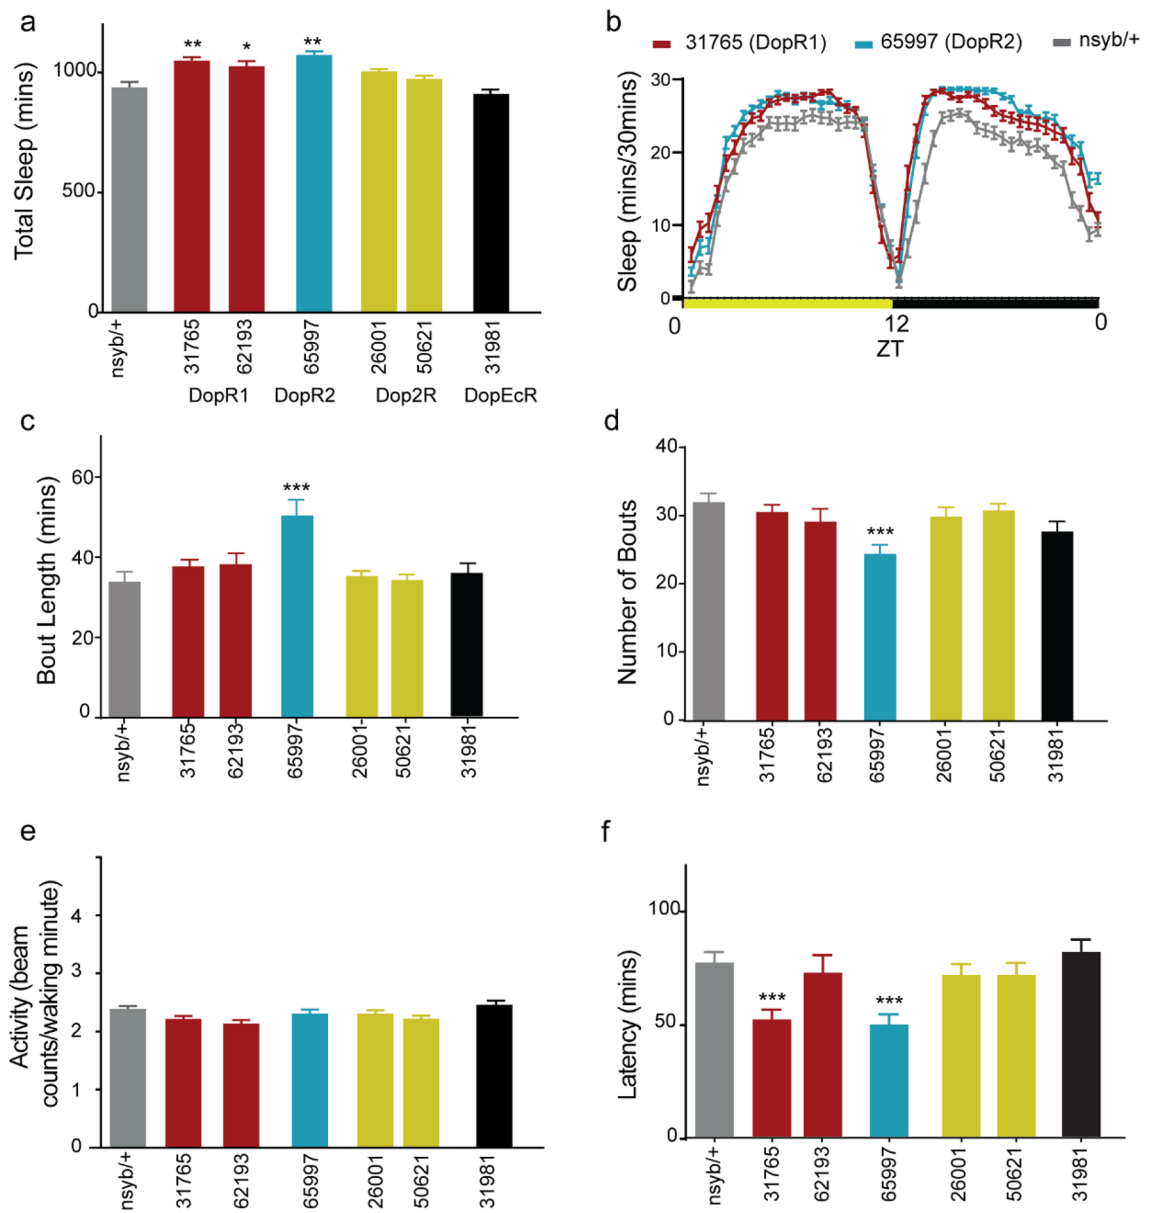 a
Total Sleep (mins)
1000
500
0
** * **
nsyb/+ 31765 62193 65997 26001 50621 31981
DopR1 DopR2 Dop2R DopEcR
b
31765 (DopR1) 65997 (DopR2) nsyb/+
Sleep (mins/30mins)
30
20
10
0
0 12 0
ZT
c
Bout Length (mins)
60
40
20
0
***
nsyb/+ 31765 62193 65997 26001 50621 31981
d
Number of Bouts
40
30
20
10
0
***
nsyb/+ 31765 62193 65997 26001 50621 31981
e
Activity (beam
counts/waking minute)
4
3
2
1
0
nsyb/+ 31765 62193 65997 26001 50621 31981
f
Latency (mins)
100
50
0
*** ***
nsyb/+ 31765 62193 65997 26001 50621 31981